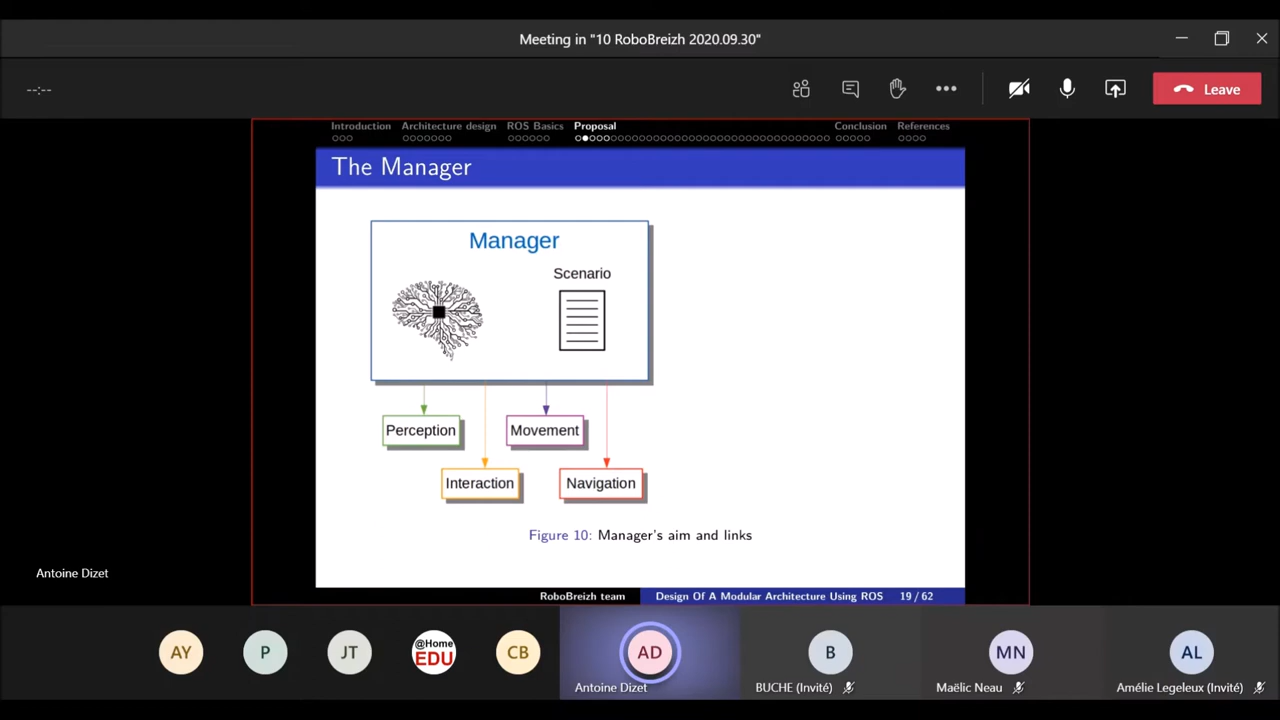 Meeting in "10 RoboBreizh 2020.09.30"
--:--
Leave
Introduction Architecture design ROS Basics Proposal Conclusion References
The Manager
Manager
Scenario
Perception
Movement
Interaction
Navigation
Figure 10: Manager's aim and links
Antoine Dizet
RoboBreizh team Design Of A Modular Architecture Using ROS 19 / 62
AY
P
JT
@Home
EDU
CB
AD
B
MN
AL
Antoine Dizet
BUCHE (Invité)
Maëlic Neau
Amélie Legeleux (Invité)